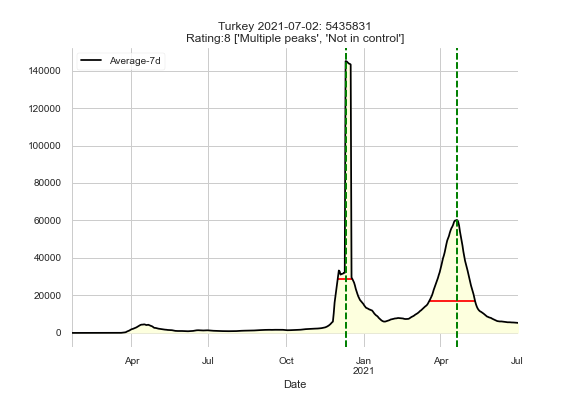 Turkey 2021-07-02: 5435831
Rating:8 ['Multiple peaks', 'Not in control']
Average-7d
140000
120000
100000
80000
60000
40000
20000
0
Apr Jul Oct Jan Apr Jul
2021
Date